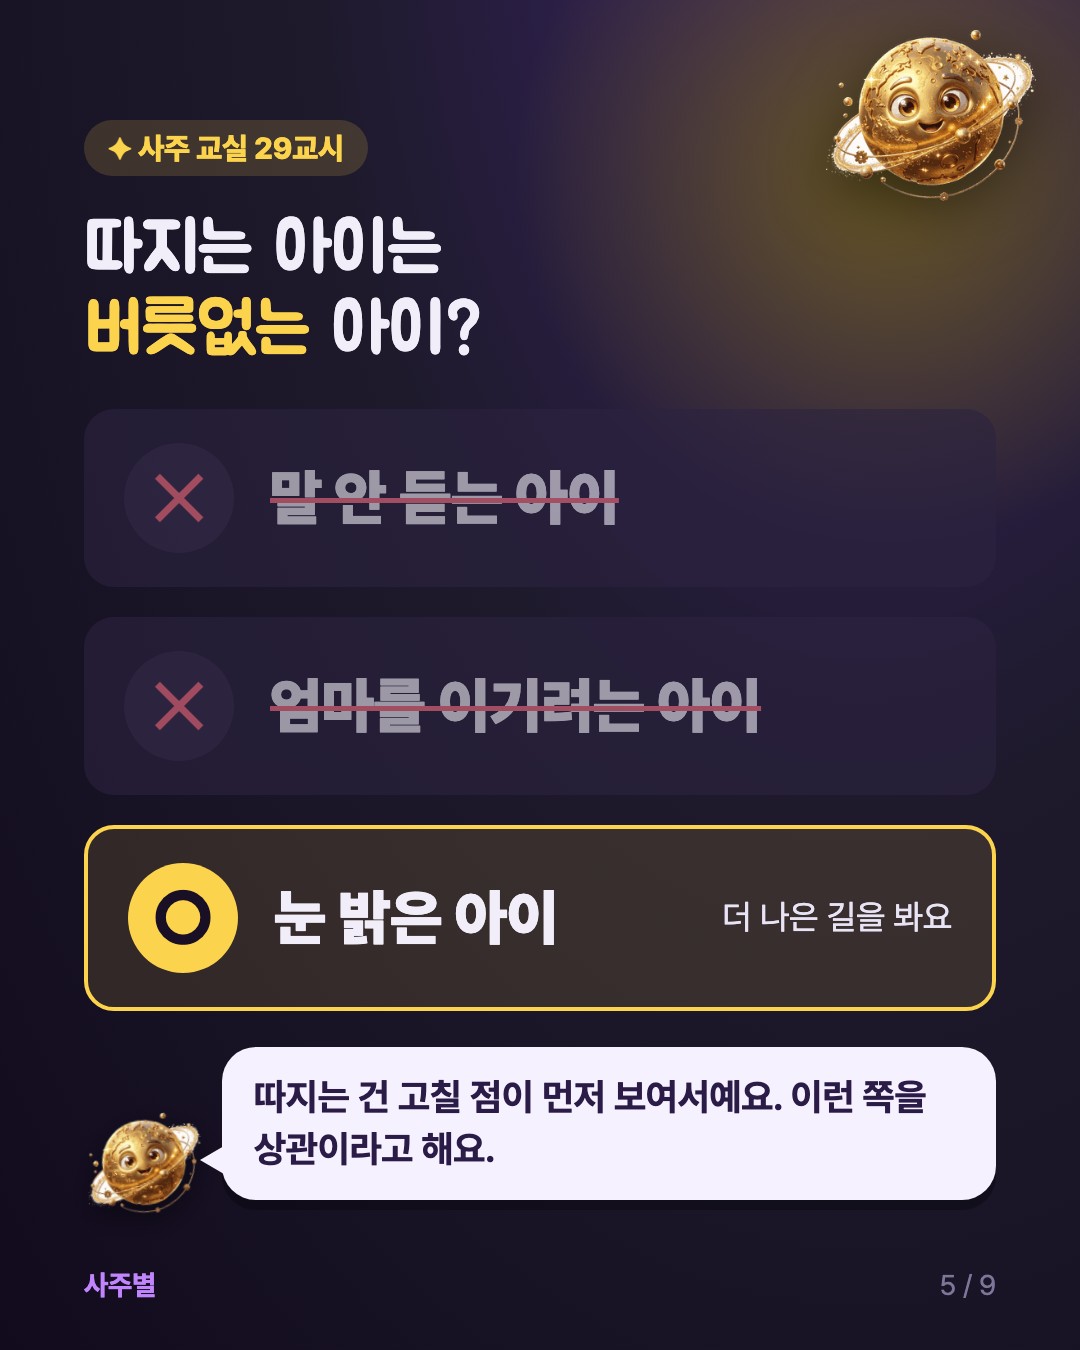 ✦ 사주 교실 29교시
따지는 아이는
버릇없는 아이?
말 안 듣는 아이
엄마를 이기려는 아이
눈 밝은 아이
더 나은 길을 봐요
따지는 건 고칠 점이 먼저 보여서예요. 이런 쪽을
상관이라고 해요.
사주별
5 / 9